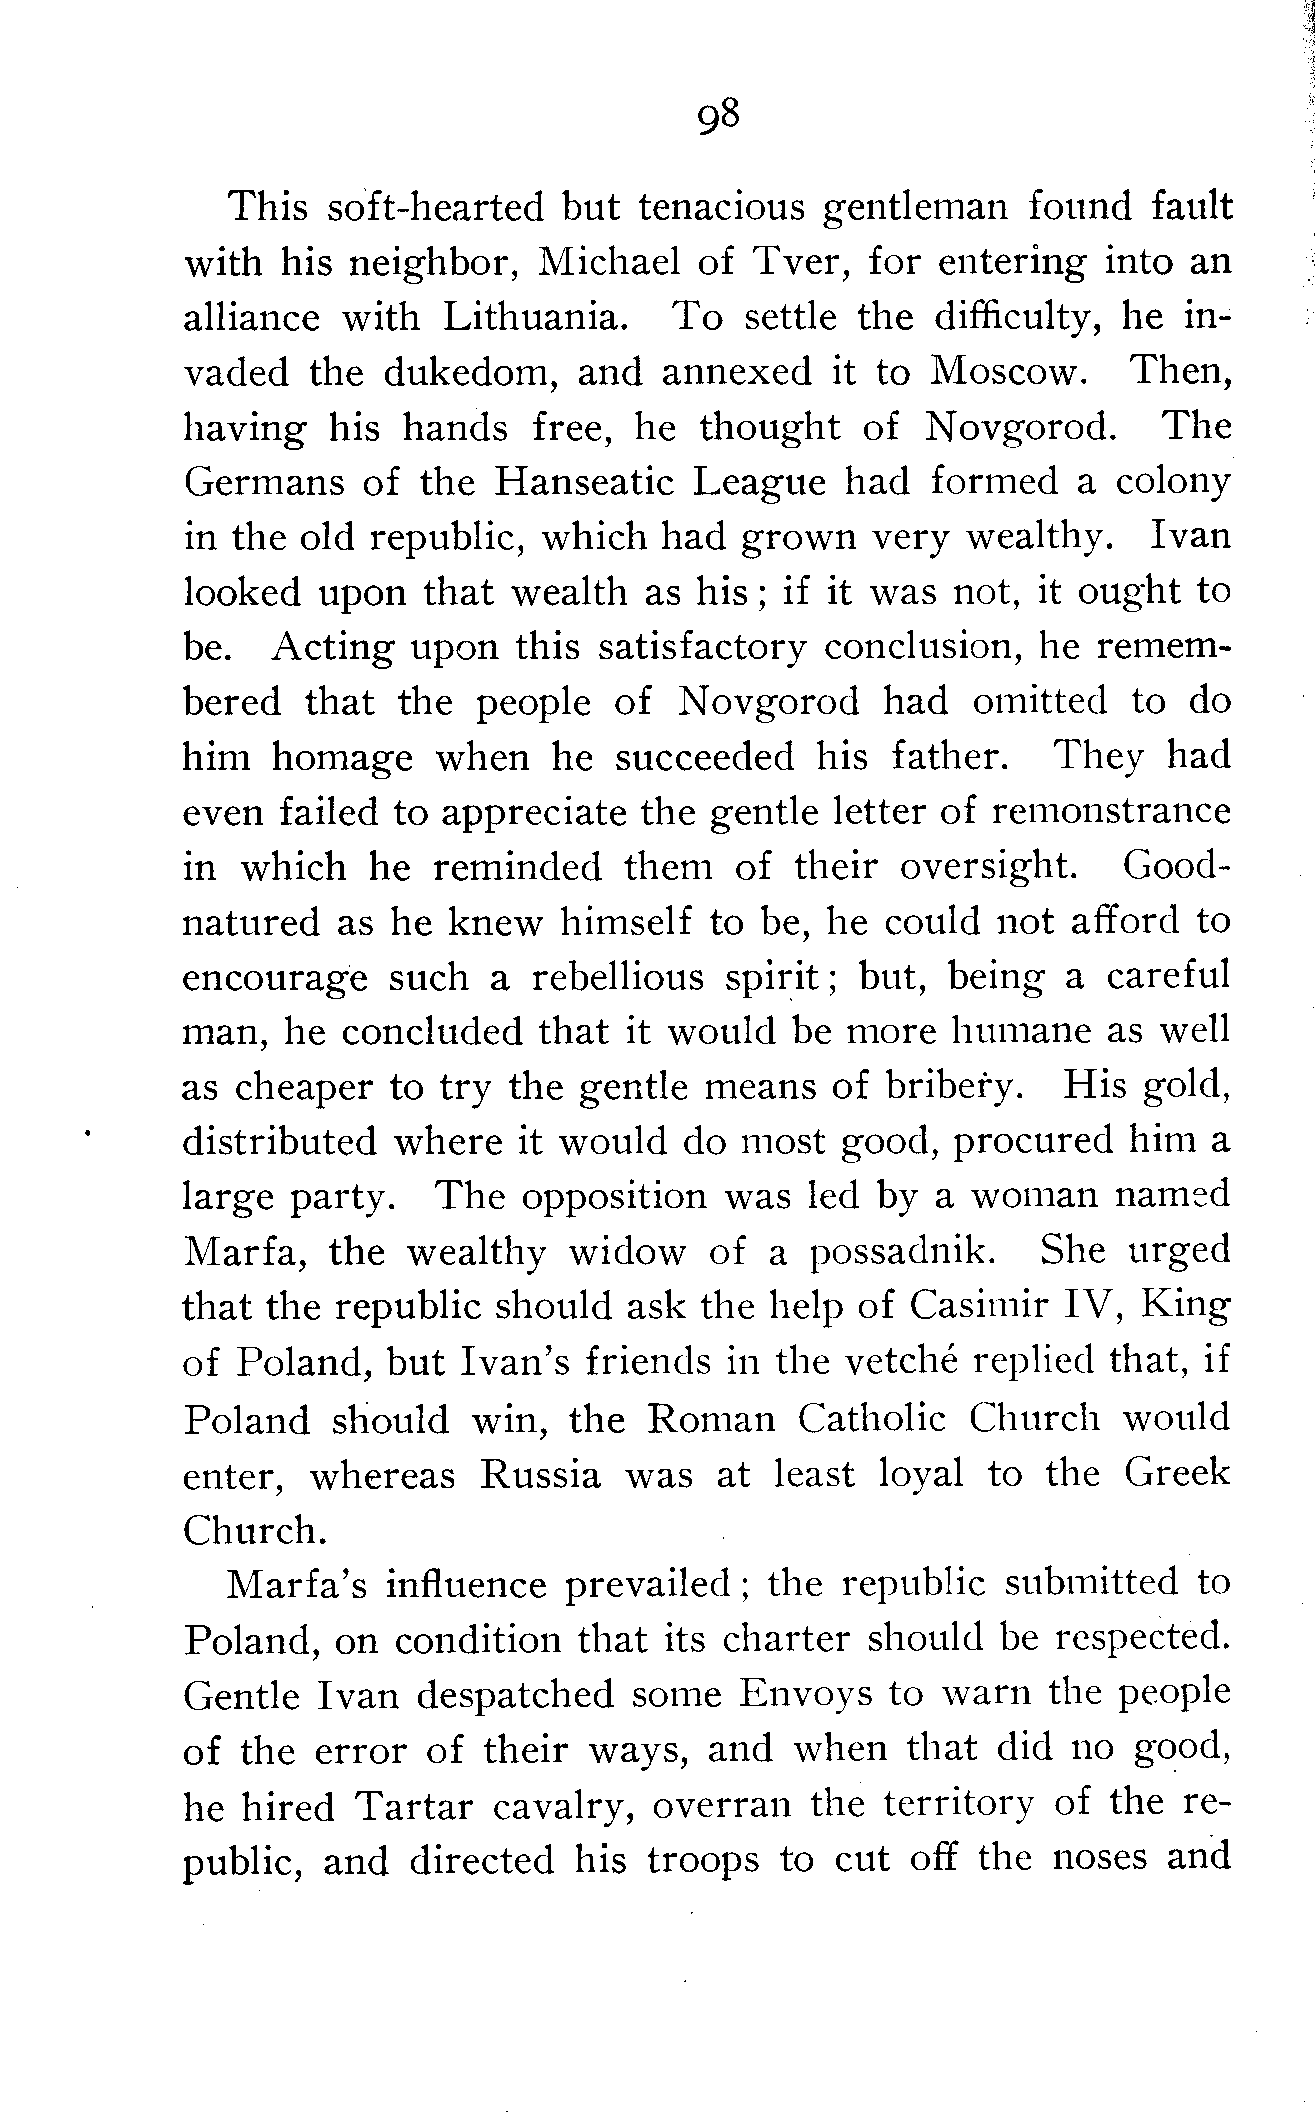 98
This soft-hearted but tenacious gentleman found fault
with his neighbor, Michael of Tver, for entering into an
alliance with Lithuania. To settle the difficulty, he in-
vaded the dukedom, and annexed it to Moscow. Then,
having his hands free, he thought of Novgorod. The
Germans of the Hanseatic League had formed a colony
in the old republic, which had grown very wealthy. Ivan
looked upon that wealth as his; if it was not, it ought to
be. Acting upon this satisfactory conclusion, he remem-
bered that the people of Novgorod had omitted to do
him homage when he succeeded his father. They had
even failed to appreciate the gentle letter of remonstrance
in which he reminded them of their oversight. Good-
natured as he knew himself to be, he could not afford to
encourage such a rebellious spirit; but, being a careful
man, he concluded that it would be more humane as well
as cheaper to try the gentle means of bribery. His gold,
distributed where it would do most good, procured him a
large party. The opposition was led by a woman named
Marfa, the wealthy widow of a possadnik. She urged
that the republic should ask the help of Casimir IV, King
of Poland, but Ivan's friends in the vetché replied that, if
Poland should win, the Roman Catholic Church would
enter, whereas Russia was at least loyal to the Greek
Church.
Marfa's influence prevailed; the republic submitted to
Poland, on condition that its charter should be respected.
Gentle Ivan despatched some Envoys to warn the people
of the error of their ways, and when that did no good,
he hired Tartar cavalry, overran the territory of the re-
public, and directed his troops to cut off the noses and